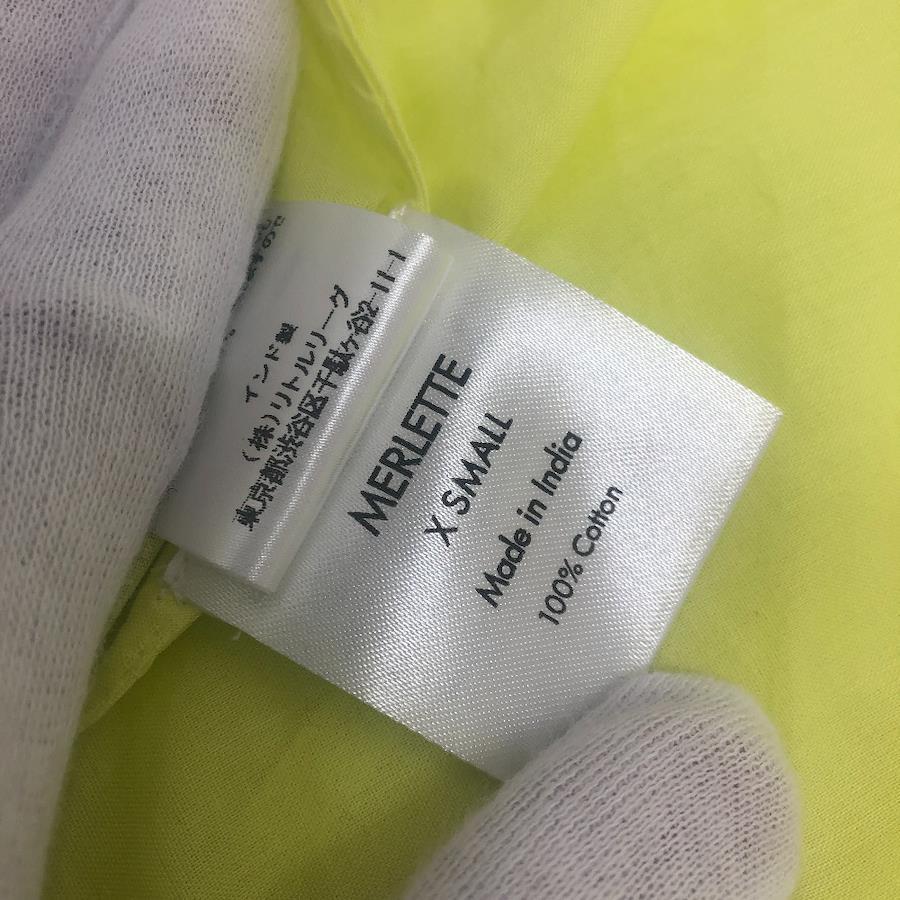 インド製
(株)リトルリーグ
東京都渋谷区千駄ヶ谷2-11-1
MERLETTE
X SMALL
Made in India
100% Cotton